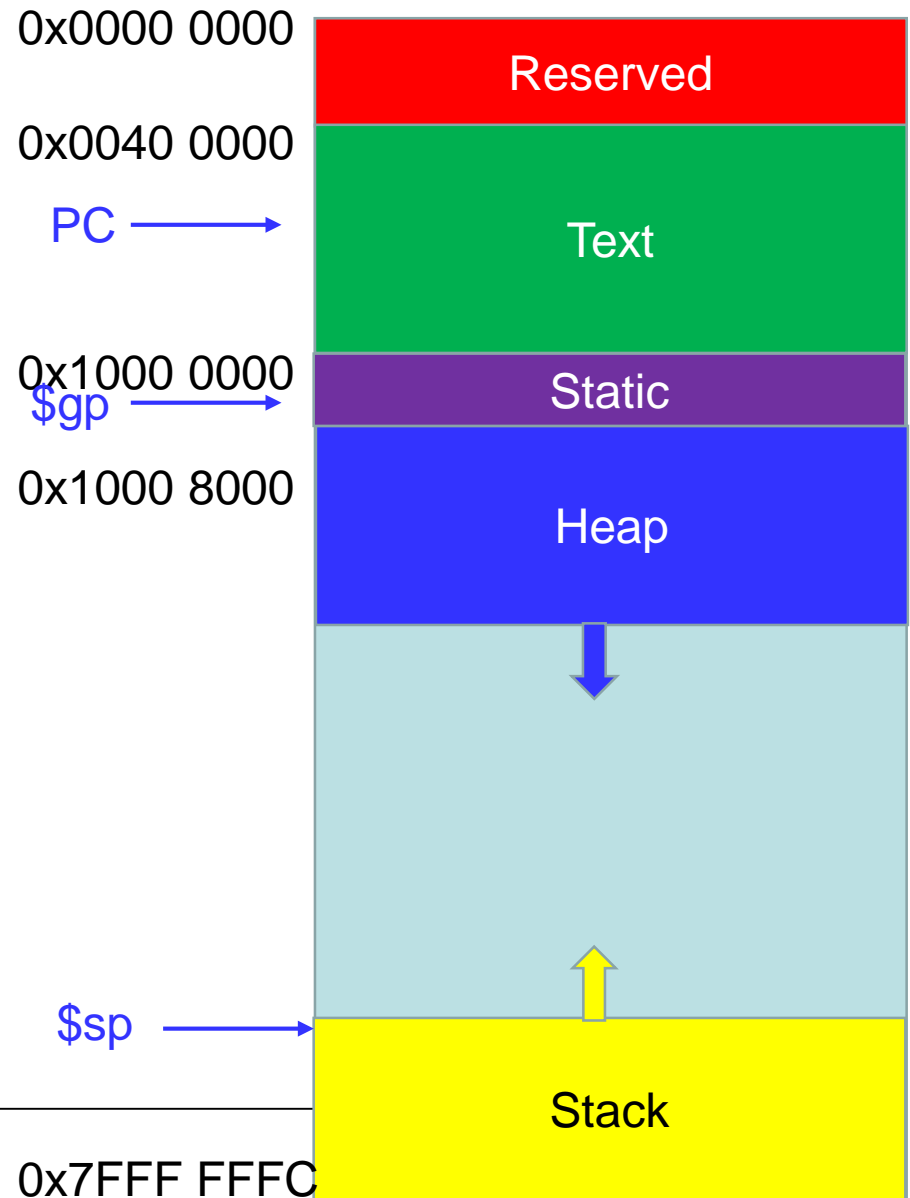 0x0000 0000
Reserved
0x0040 0000
PC
Text
0x1000 0000
$gp
Static
0x1000 8000
Heap
$sp
Stack
0x7FFF FFFC